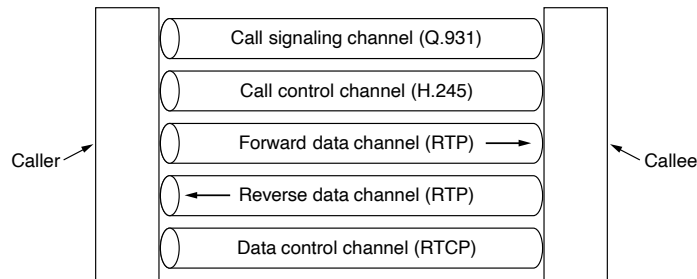 Call signaling channel (Q.931)
Call control channel (H.245)
Forward data channel (RTP)
Caller
Callee
Reverse data channel (RTP)
Data control channel (RTCP)